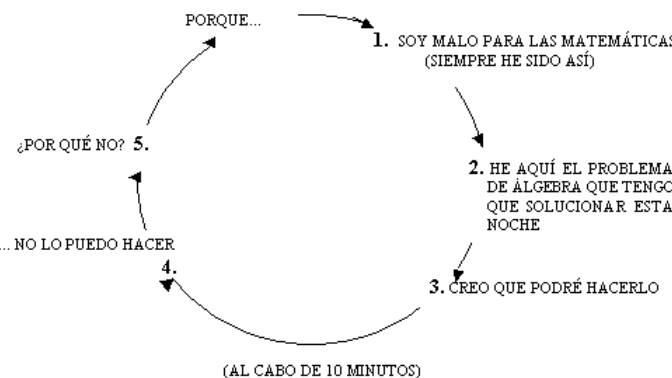 PORQUE...
1. SOY MALO PARA LAS MATEMÁTICAS
(SIEMPRE HE SIDO ASÍ)
2. HE AQUÍ EL PROBLEMA
DE ÁLGEBRA QUE TENGO
QUE SOLUCIONAR ESTA
NOCHE
3. CREO QUE PODRÉ HACERLO
(AL CABO DE 10 MINUTOS)
... NO LO PUEDO HACER
4.
¿POR QUÉ NO? 5.